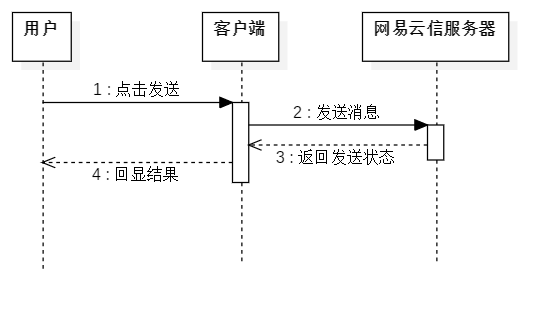 用户
客户端
网易云信服务器
1 : 点击发送
2 : 发送消息
3 : 返回发送状态
4 : 回显结果